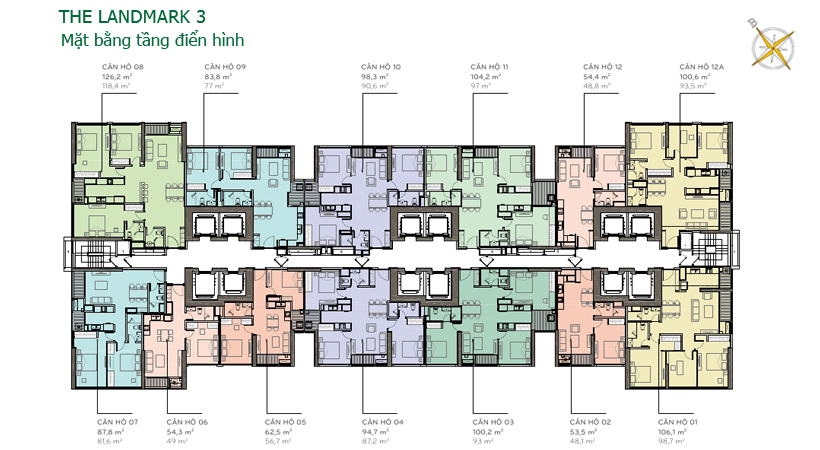 THE LANDMARK 3
Mặt bằng tầng điển hình
CĂN HỘ 08
126,2 m²
118,4 m²
CĂN HỘ 09
83,8 m²
77 m²
CĂN HỘ 10
98,3 m²
90,6 m²
CĂN HỘ 11
104,2 m²
97 m²
CĂN HỘ 12
54,4 m²
48,8 m²
CĂN HỘ 12A
100,6 m²
93,5 m²
CĂN HỘ 07
87,8 m²
81,6 m²
CĂN HỘ 06
54,3 m²
49 m²
CĂN HỘ 05
62,5 m²
56,7 m²
CĂN HỘ 04
94,7 m²
87,2 m²
CĂN HỘ 03
100,2 m²
93 m²
CĂN HỘ 02
53,5 m²
48,1 m²
CĂN HỘ 01
106,1 m²
98,7 m²